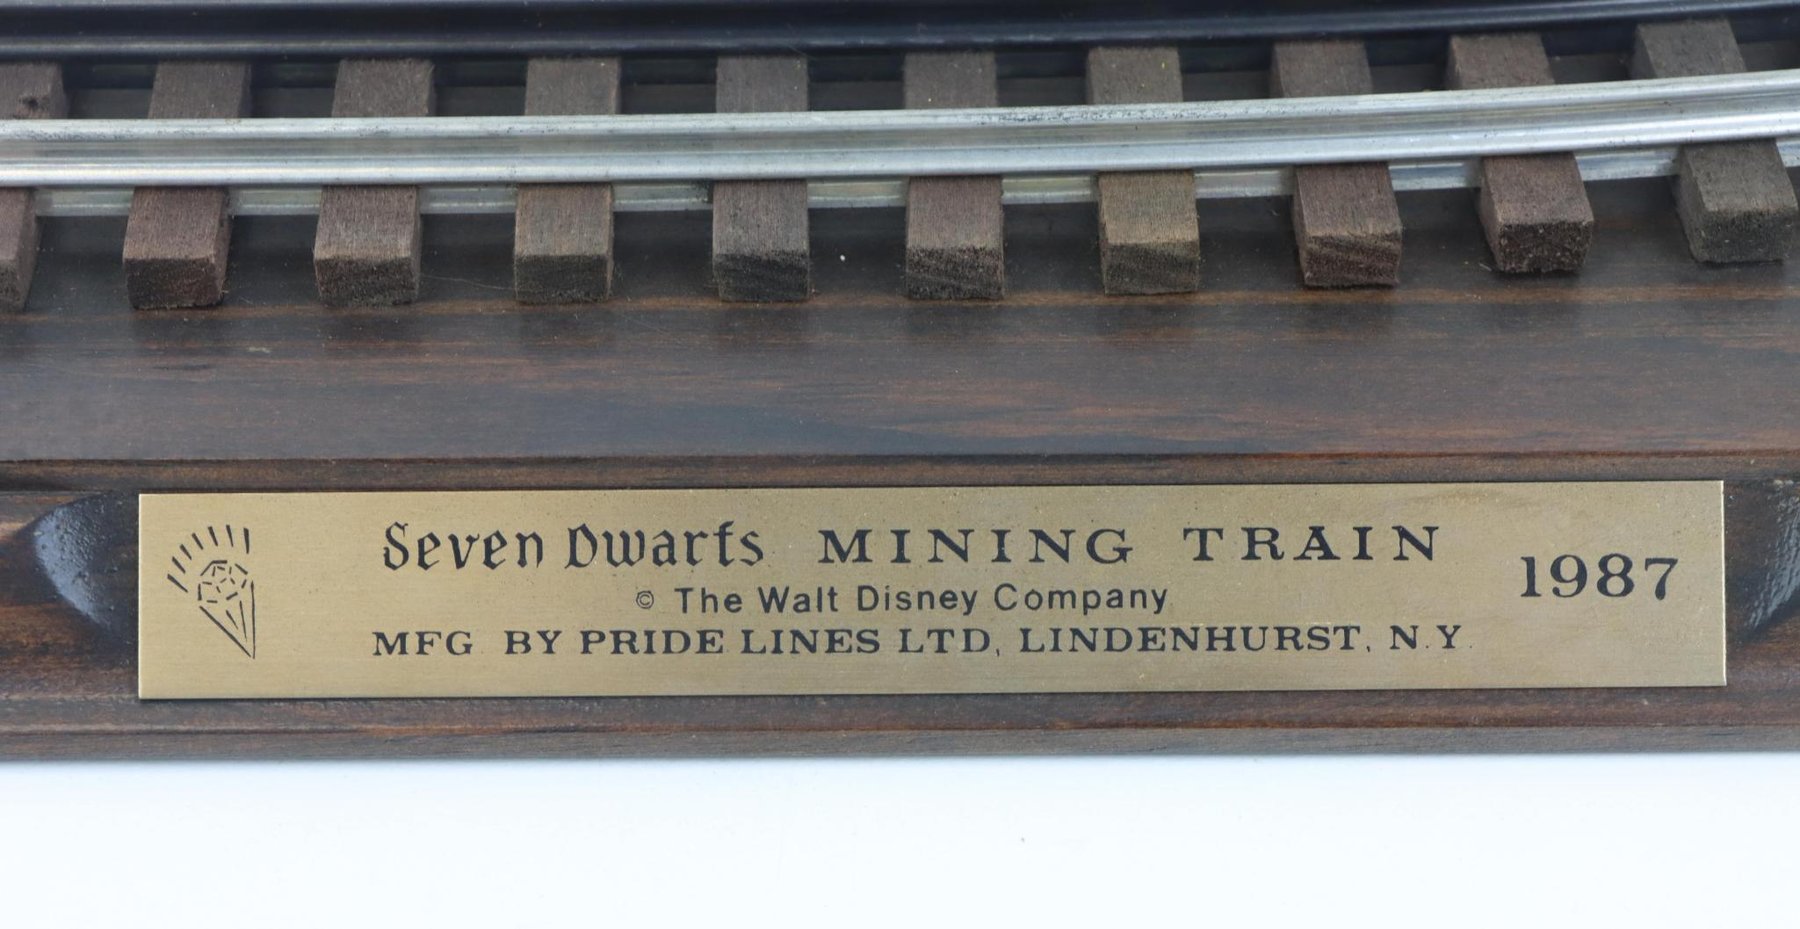 Seven Dwarfs MINING TRAIN
1987
© The Walt Disney Company
MFG BY PRIDE LINES LTD, LINDENHURST, N.Y.